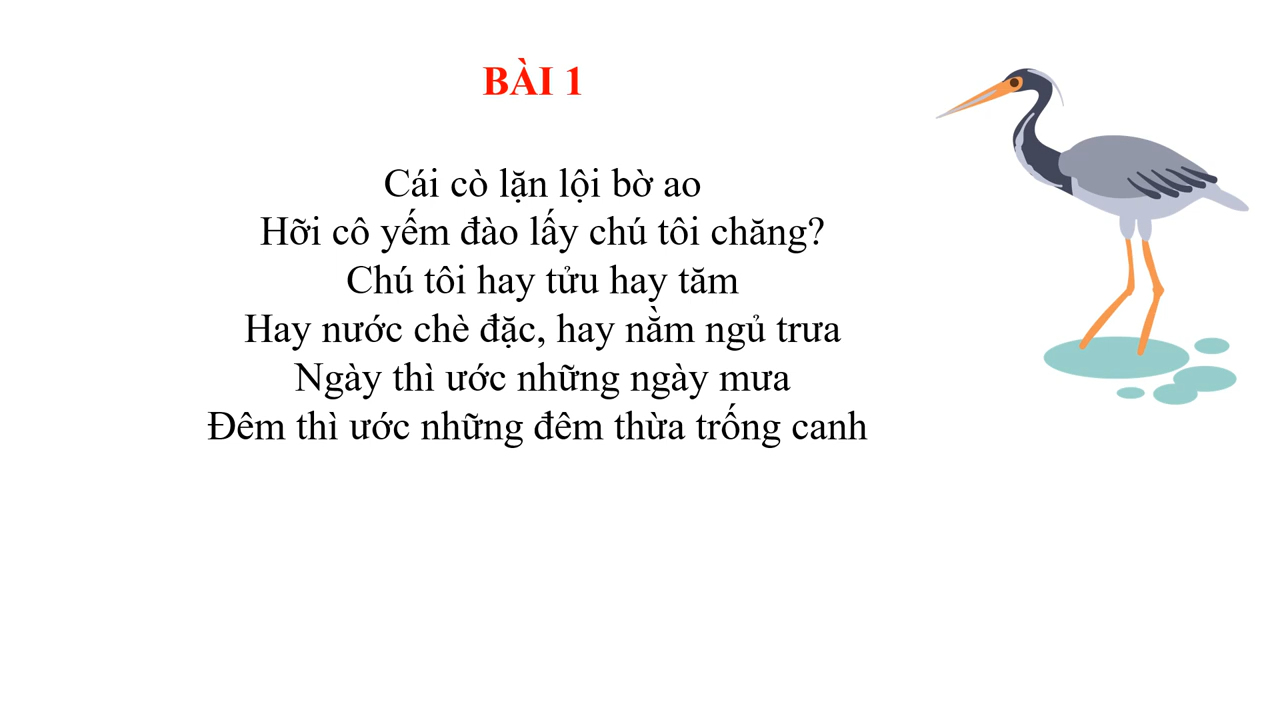 BÀI 1
Cái cò lặn lội bờ ao
Hỡi cô yếm đào lấy chú tôi chăng?
Chú tôi hay tửu hay tăm
Hay nước chè đặc, hay nằm ngủ trưa
Ngày thì ước những ngày mưa
Đêm thì ước những đêm thừa trống canh